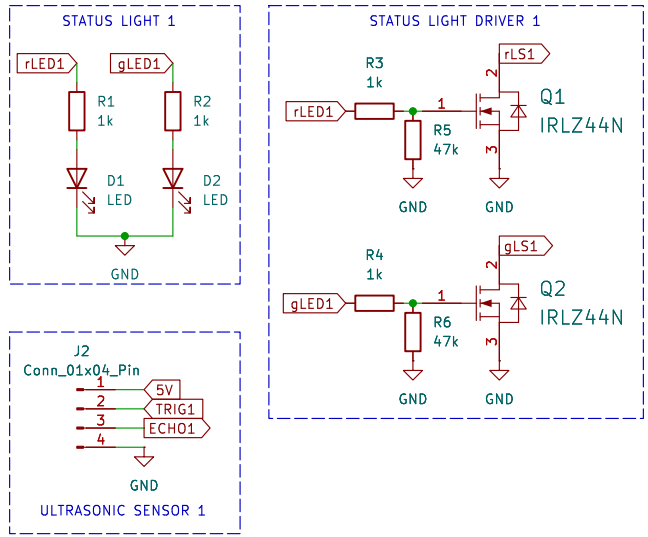 STATUS LIGHT 1
rLED1
gLED1
R1
1k
R2
1k
D1
LED
D2
LED
GND
STATUS LIGHT DRIVER 1
rLS1
R3
1k
2
rLED1
1
Q1
IRLZ44N
R5
47k
3
GND
GND
gLS1
R4
1k
2
gLED1
1
Q2
IRLZ44N
R6
47k
3
GND
GND
J2
Conn_01x04_Pin
1
5V
2
TRIG1
3
ECHO1
4
GND
ULTRASONIC SENSOR 1